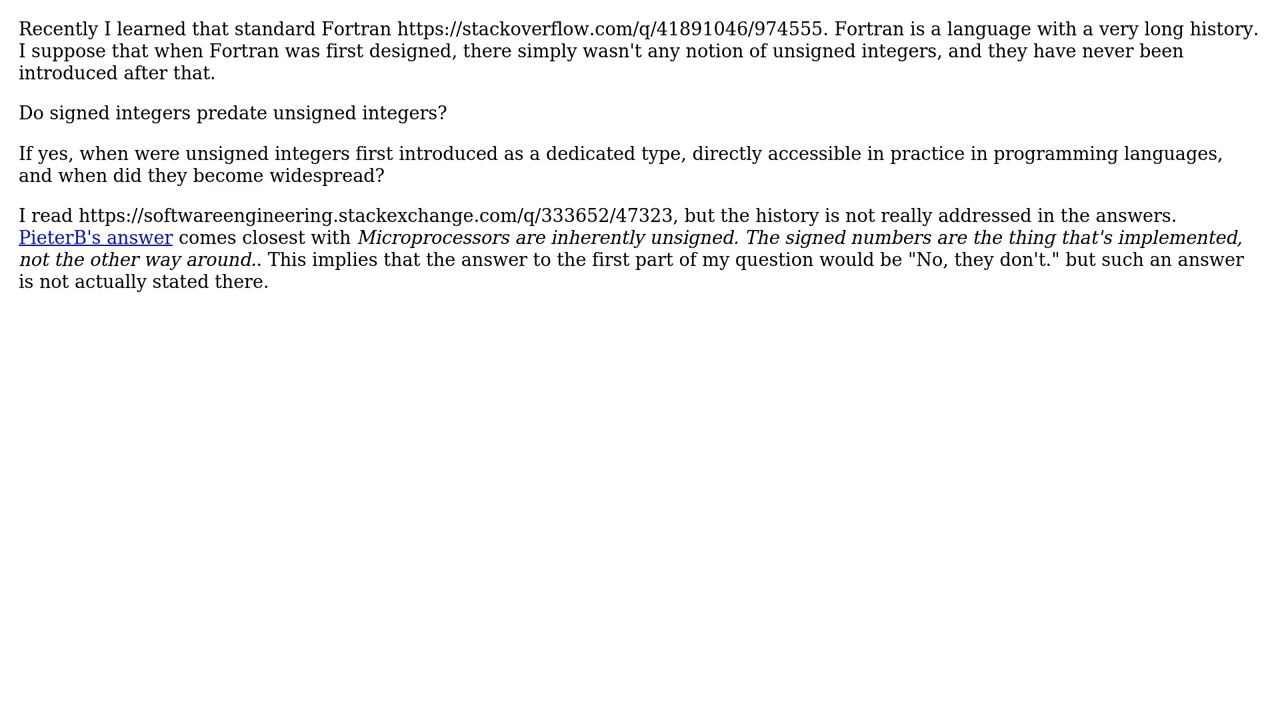 Recently I learned that standard Fortran https://stackoverflow.com/q/41891046/974555. Fortran is a language with a very long history.
I suppose that when Fortran was first designed, there simply wasn't any notion of unsigned integers, and they have never been
introduced after that.
Do signed integers predate unsigned integers?
If yes, when were unsigned integers first introduced as a dedicated type, directly accessible in practice in programming languages,
and when did they become widespread?
I read https://softwareengineering.stackexchange.com/q/333652/47323, but the history is not really addressed in the answers.
PieterB's answer comes closest with Microprocessors are inherently unsigned. The signed numbers are the thing that's implemented,
not the other way around.. This implies that the answer to the first part of my question would be "No, they don't." but such an answer
is not actually stated there.